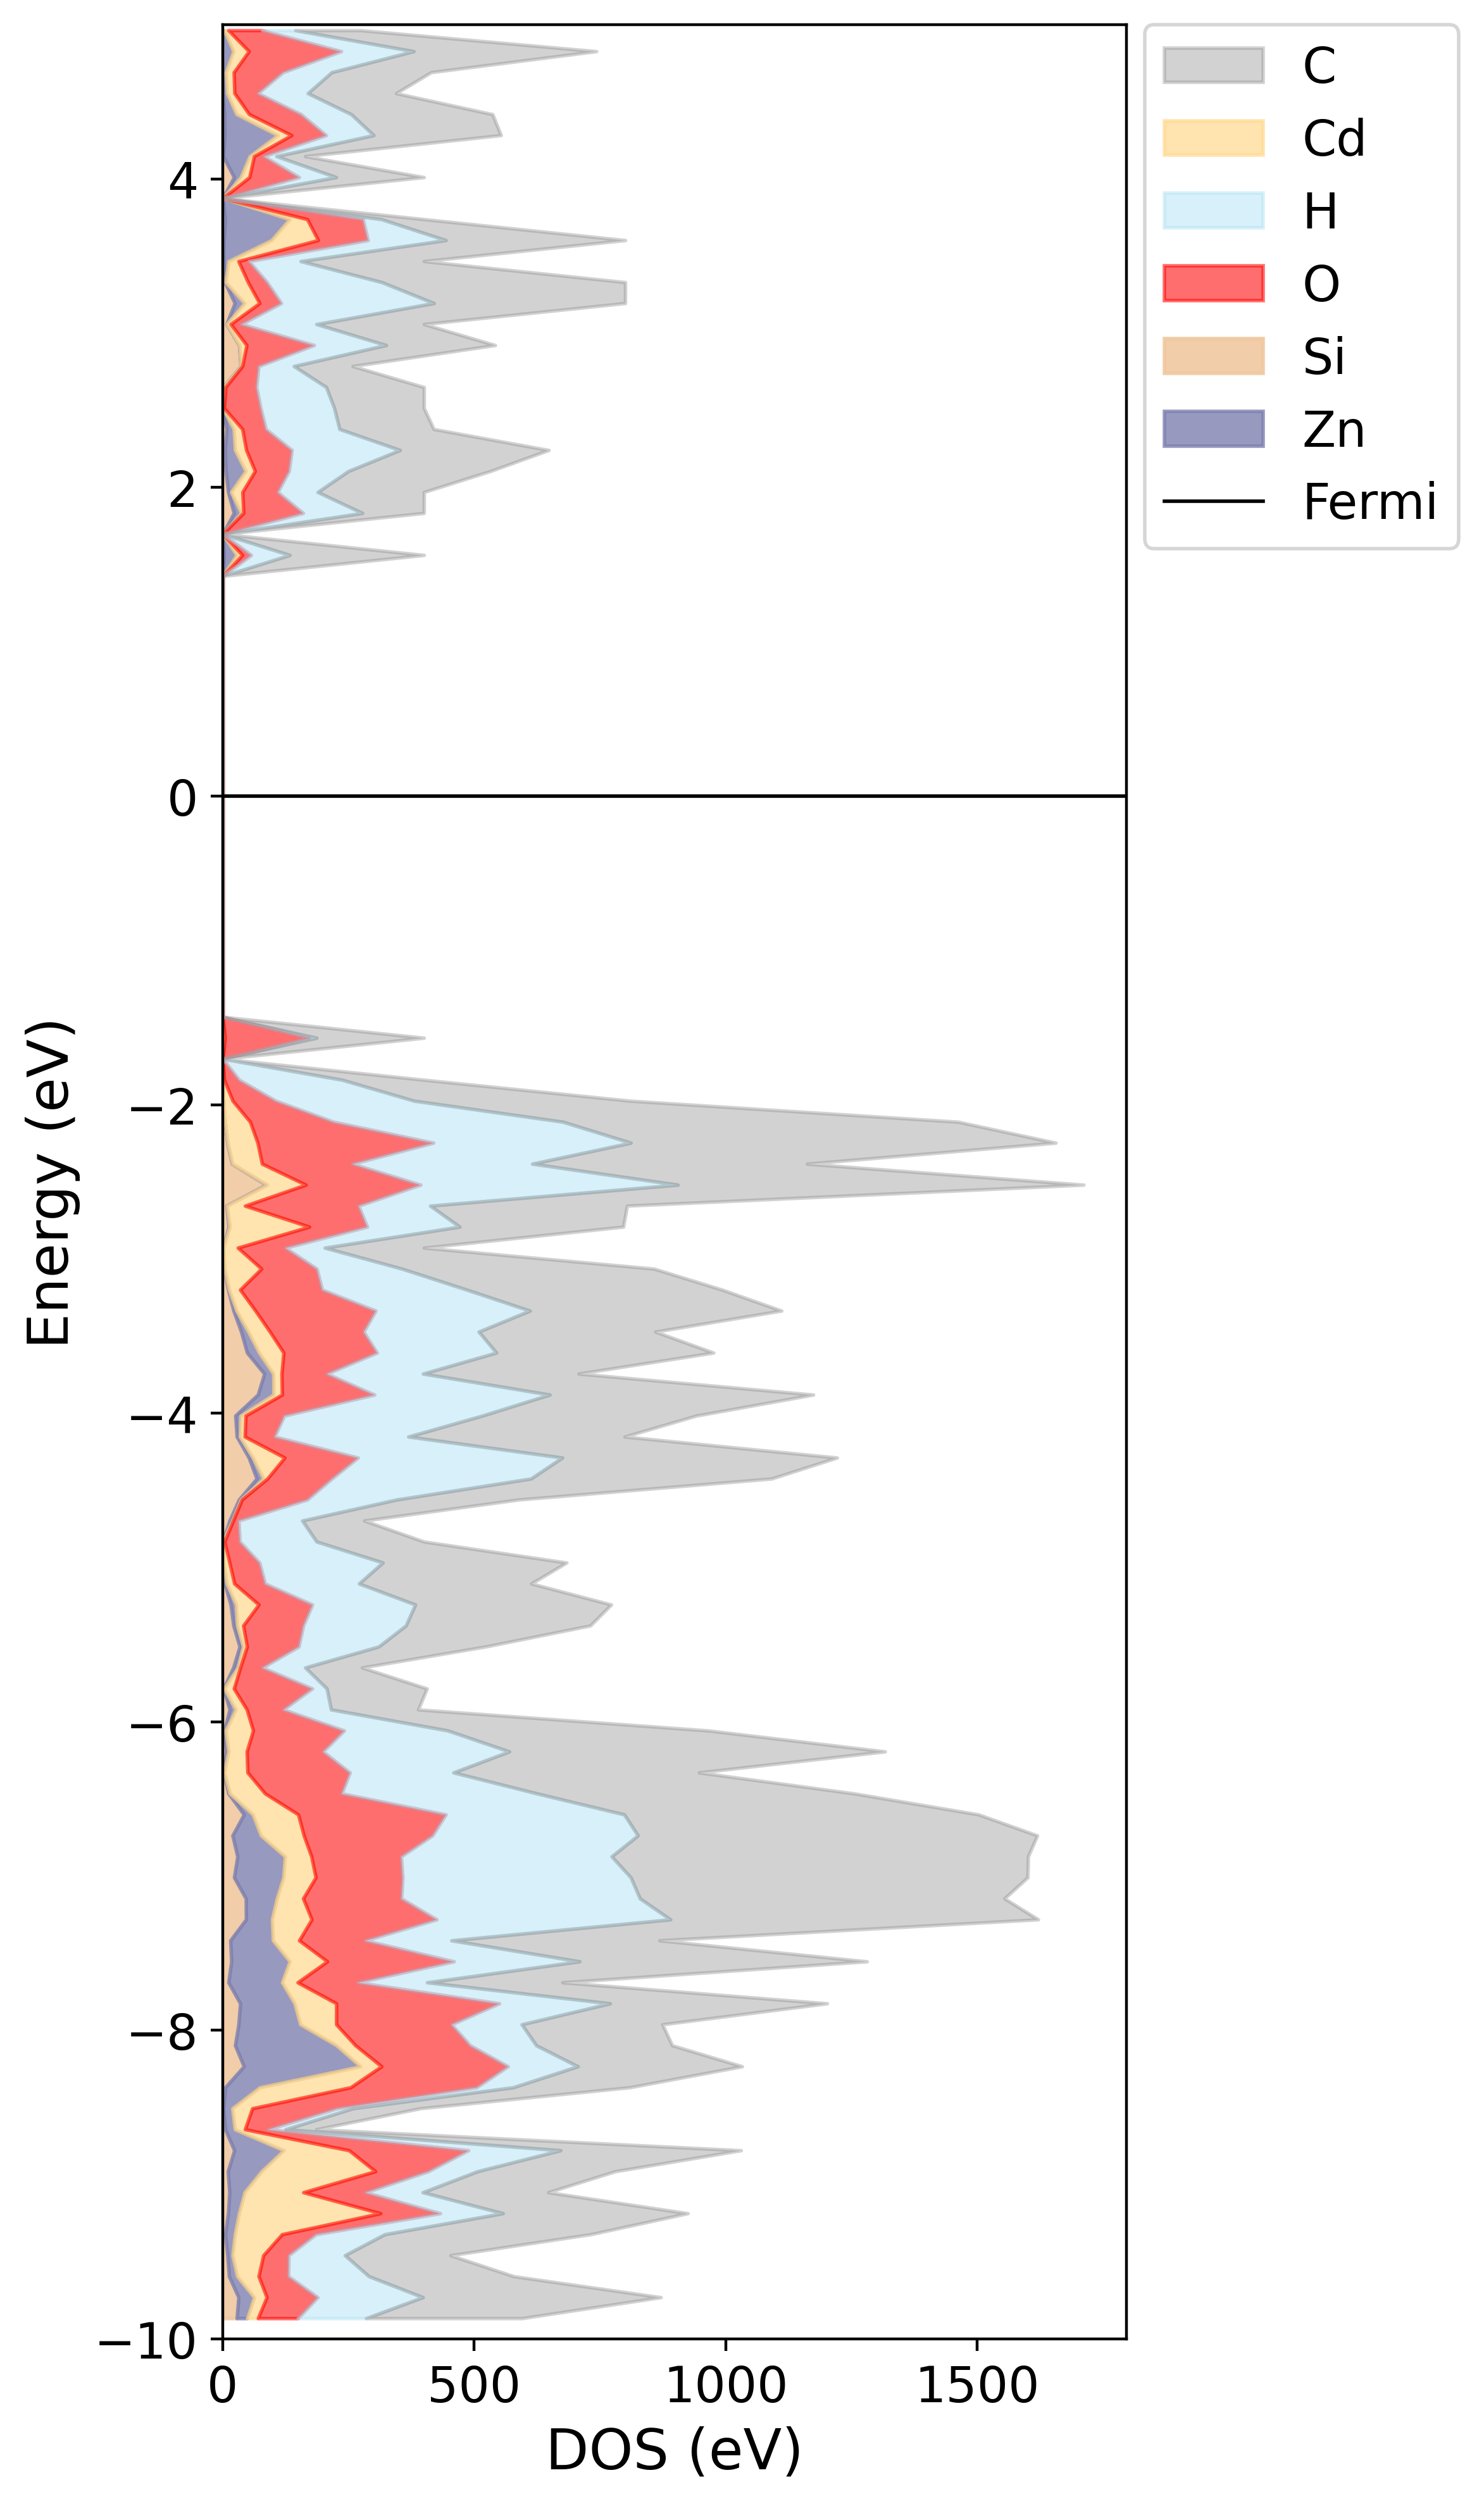 C
Cd
H
O
Si
Zn
Fermi
4
2
0
−2
−4
−6
−8
−10
Energy (eV)
0 500 1000 1500
DOS (eV)